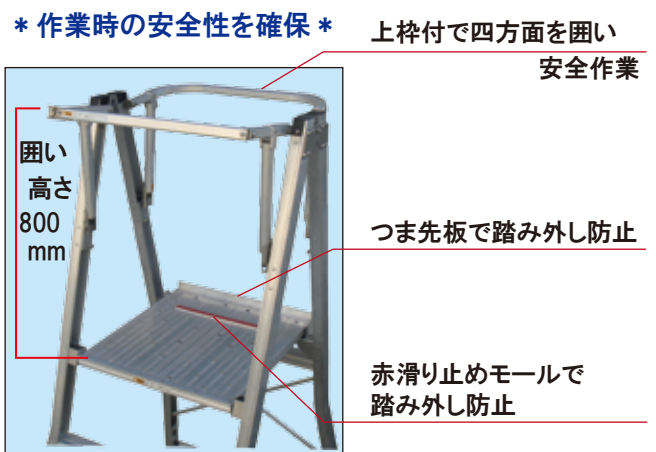 ＊作業時の安全性を確保＊
上枠付で四方面を囲い
安全作業
囲い
高さ
800
mm
つま先板で踏み外し防止
赤滑り止めモールで
踏み外し防止